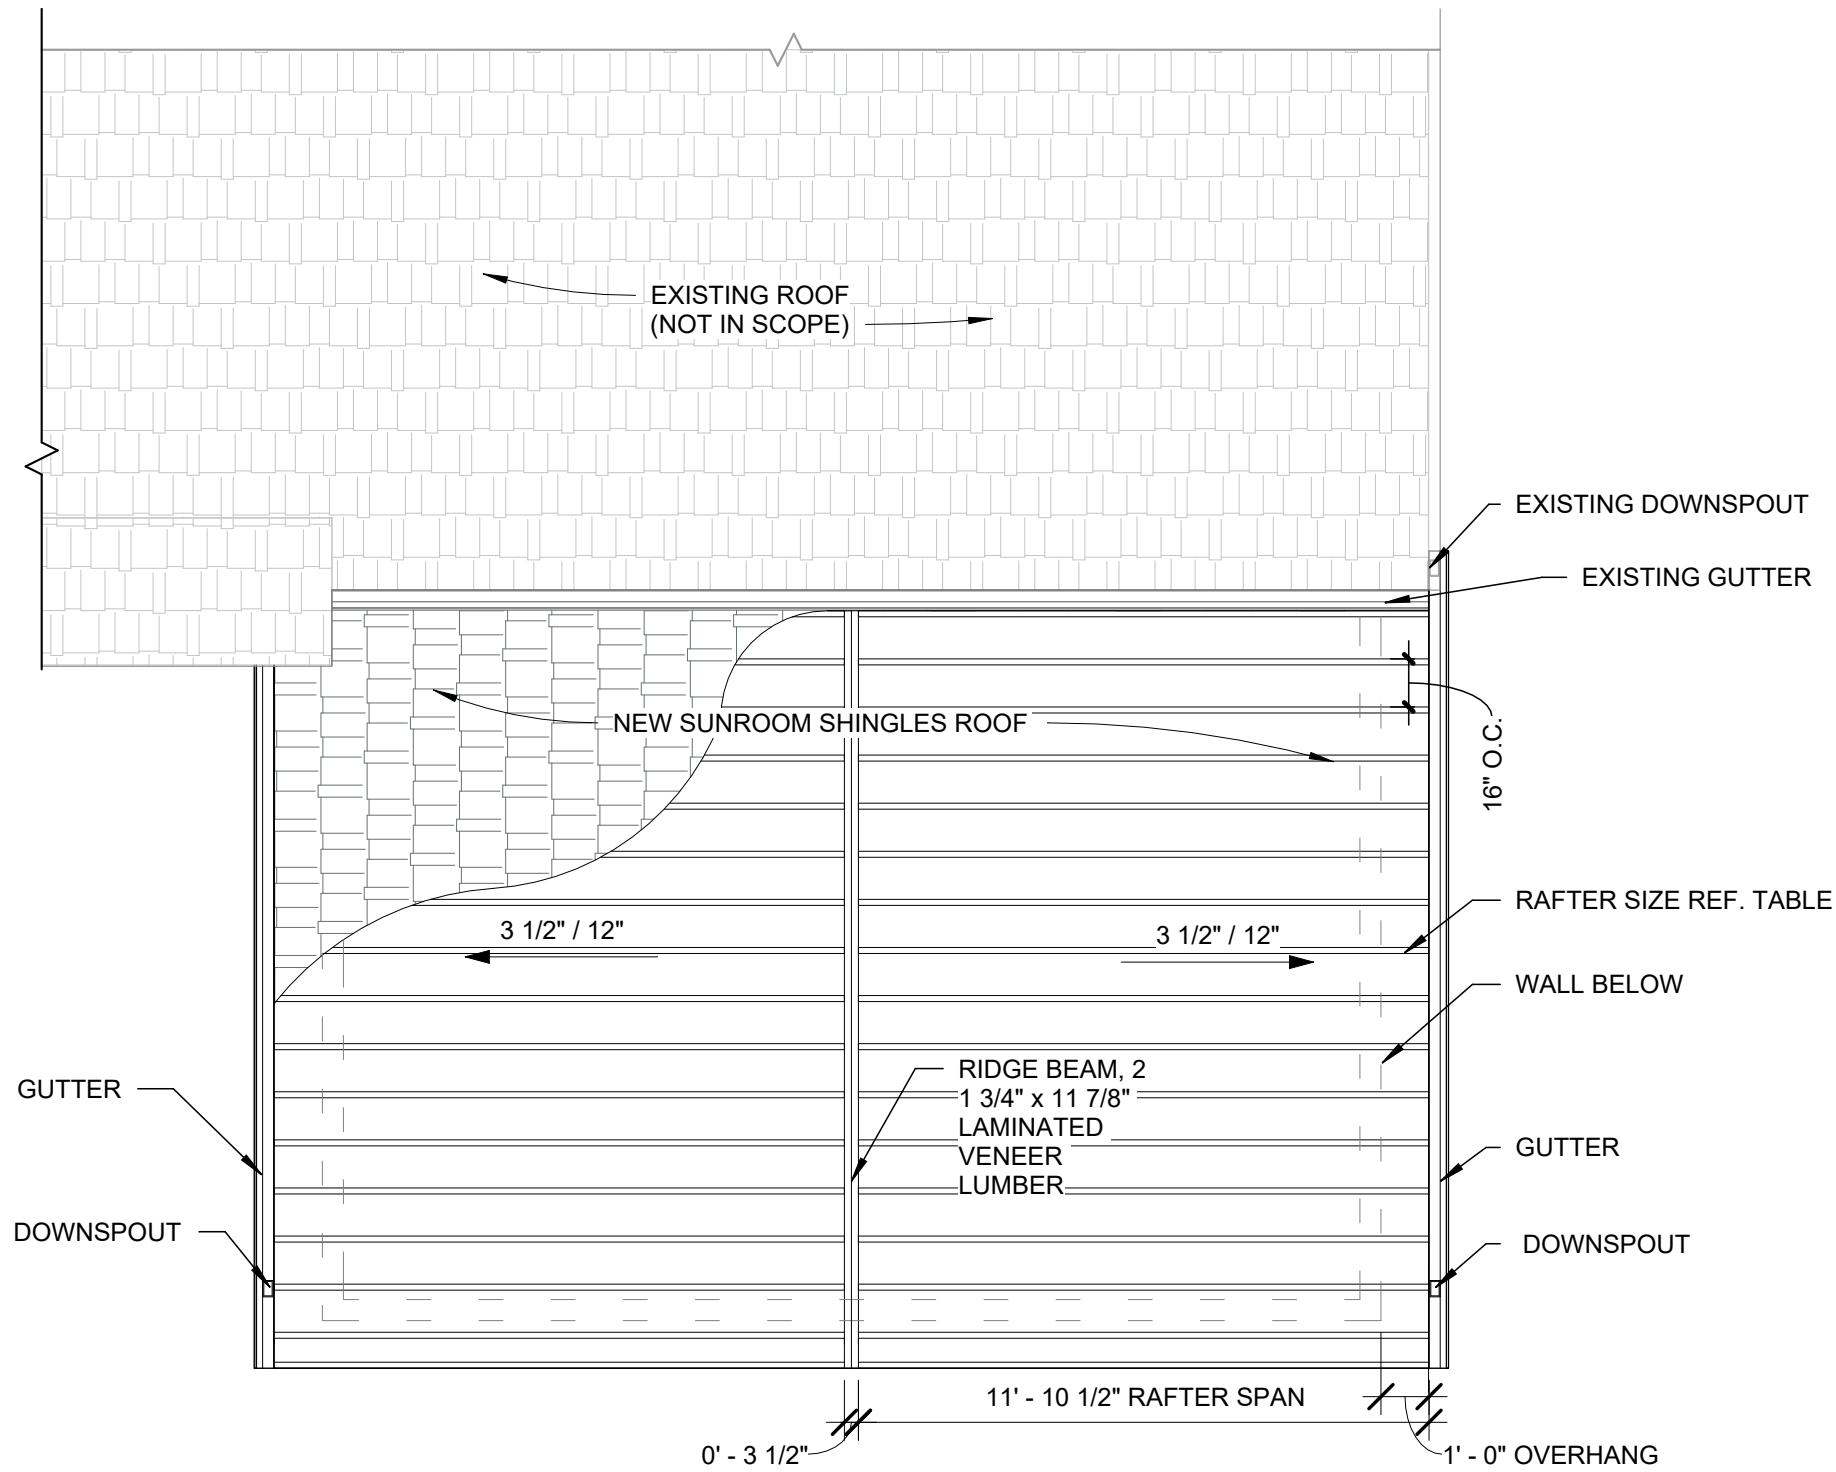 EXISTING ROOF
(NOT IN SCOPE)
EXISTING DOWNSPOUT
EXISTING GUTTER
NEW SUNROOM SHINGLES ROOF
16" O.C.
RAFTER SIZE REF. TABLE
3 1/2" / 12"
3 1/2" / 12"
WALL BELOW
RIDGE BEAM, 2
1 3/4" x 11 7/8"
LAMINATED
VENEER
LUMBER
GUTTER
GUTTER
DOWNSPOUT
DOWNSPOUT
11' - 10 1/2" RAFTER SPAN
0' - 3 1/2"
1' - 0" OVERHANG